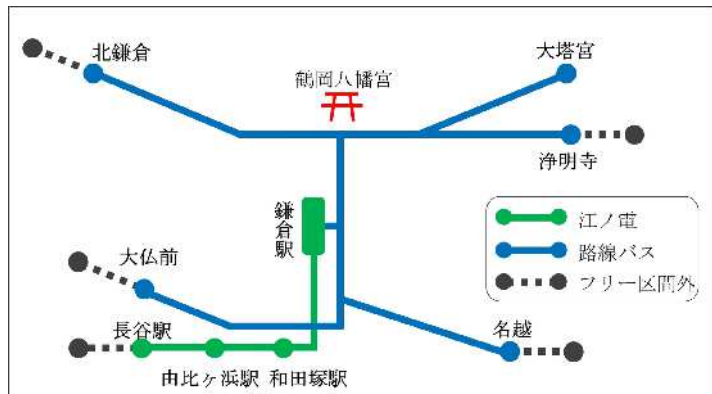 北鎌倉
大塔宮
鶴岡八幡宮
浄明寺
鎌倉駅
江ノ電
路線バス
フリー区間外
大仏前
長谷駅
名越
由比ヶ浜駅
和田塚駅